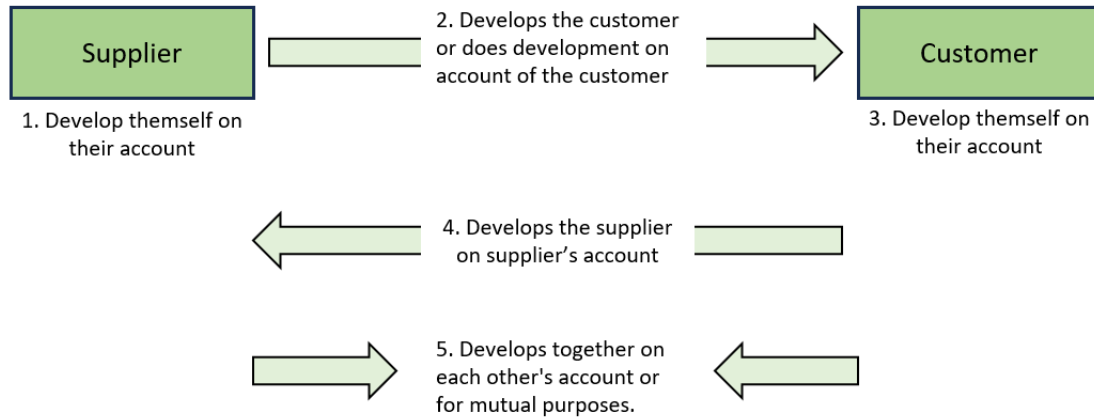 Supplier
2. Develops the customer
or does development on
account of the customer
Customer
1. Develop themself on
their account
3. Develop themself on
their account
4. Develops the supplier
on supplier’s account
5. Develops together on
each other's account or
for mutual purposes.